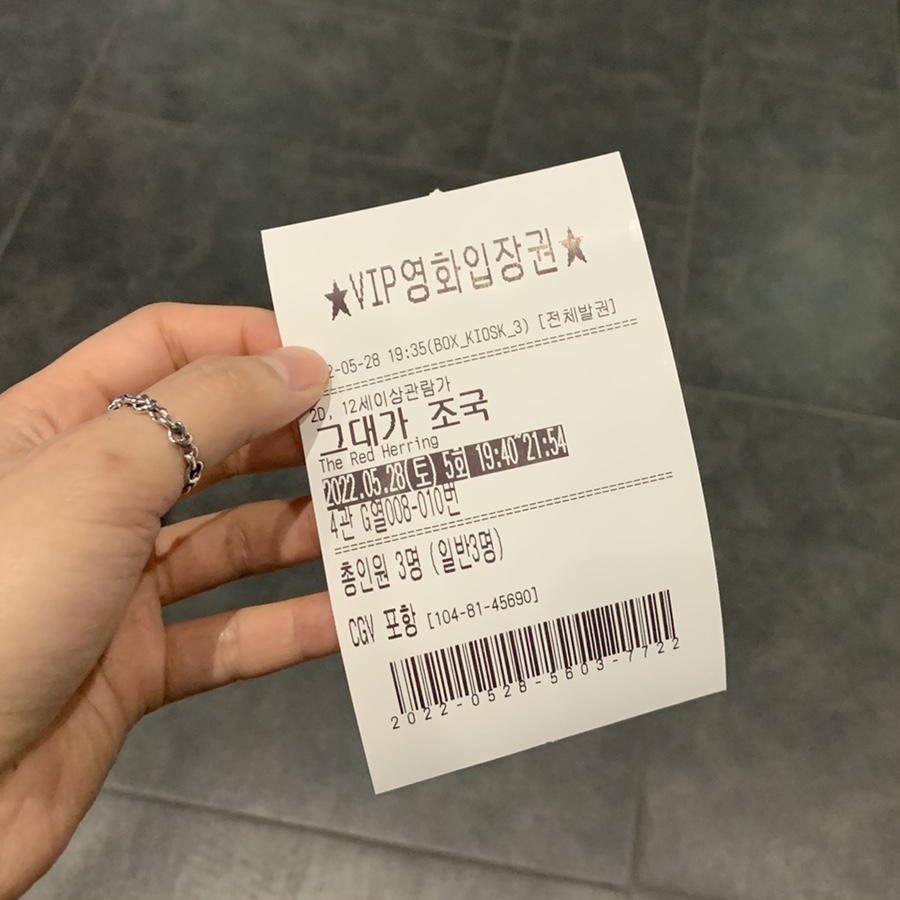 ★VIP영화입장권★
2-05-28 19:35(BOX_KIOSK_3) [전체발권]
2D, 12세이상관람가
그대가 조국
The Red Herring
2022.05.28(토) 5회 19:40~21:54
4관 G열008-010번
총인원 3명 (일반3명)
CGV 포항 [104-81-45690]
2022-0528-5603-7722